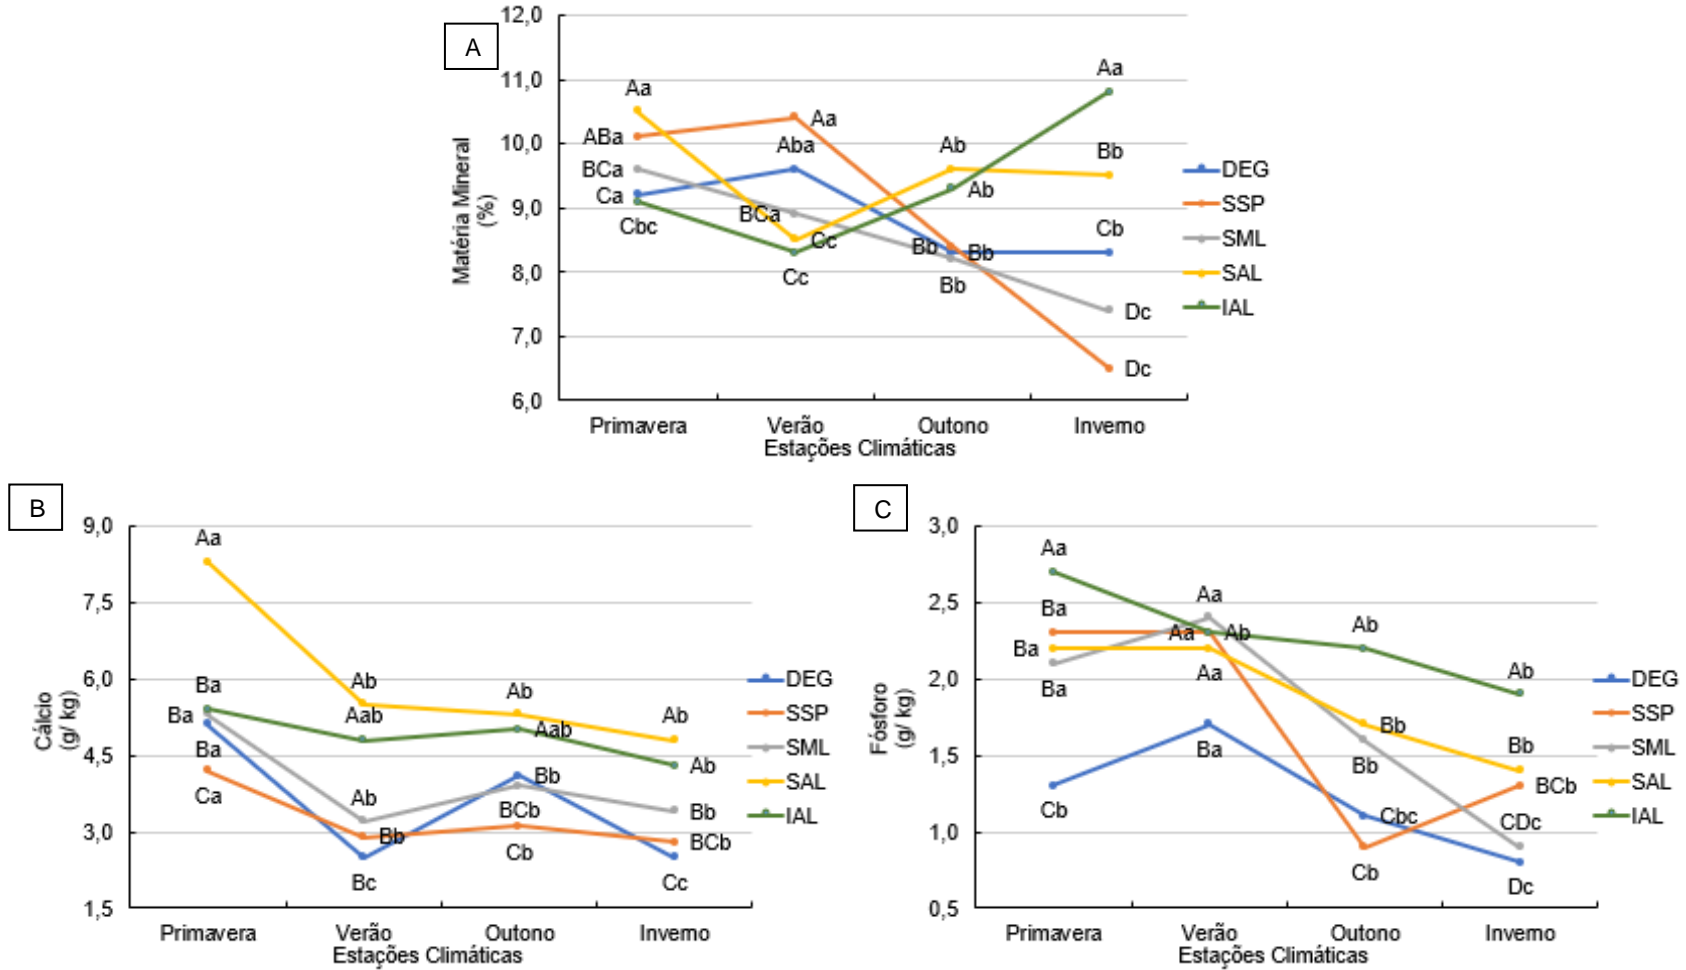 A
12,0
11,0
10,0
9,0
8,0
7,0
6,0
Matéria Mineral
(%)
Aa
ABa
BCa
Ca
Cbc
Aa
Aba
BCa
Cc
Cc
Ab
Ab
Bb
Bb
Bb
Aa
Bb
Cb
Dc
Dc
Primavera
Verão
Outono
Inverno
Estações Climáticas
DEG
SSP
SML
SAL
IAL
B
9,0
7,5
6,0
4,5
3,0
1,5
Cálcio
(g/ kg)
Aa
Ba
Ba
Ba
Ca
Ab
Aab
Ab
Bb
Bc
Ab
Aab
Bb
BCb
Cb
Ab
Ab
Bb
BCb
Cc
Primavera
Verão
Outono
Inverno
Estações Climáticas
DEG
SSP
SML
SAL
IAL
C
3,0
2,5
2,0
1,5
1,0
0,5
Fósforo
(g/ kg)
Aa
Ba
Ba
Ba
Cb
Aa
Aa
Ab
Aa
Ba
Ab
Bb
Bb
Cbc
Cb
Ab
Bb
BCb
CDc
Dc
Primavera
Verão
Outono
Inverno
Estações Climáticas
DEG
SSP
SML
SAL
IAL